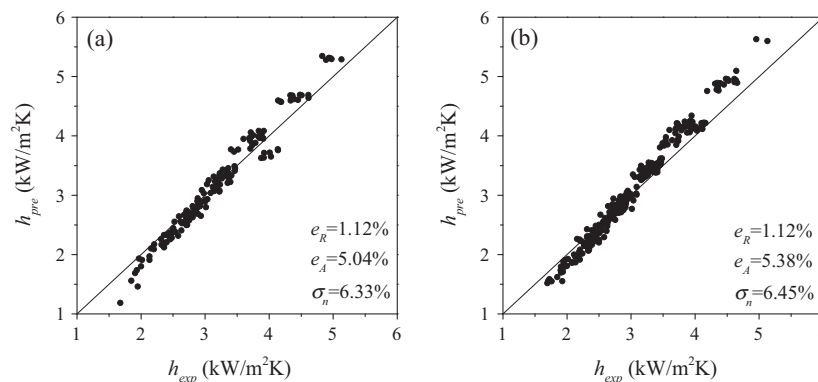 (a)
6
5
4
3
2
1
h_pre (kW/m²K)
e_R=1.12%
e_A=5.04%
σ_n=6.33%
1 2 3 4 5 6
h_exp (kW/m²K)
(b)
6
5
4
3
2
1
h_pre (kW/m²K)
e_R=1.12%
e_A=5.38%
σ_n=6.45%
1 2 3 4 5
h_exp (kW/m²K)